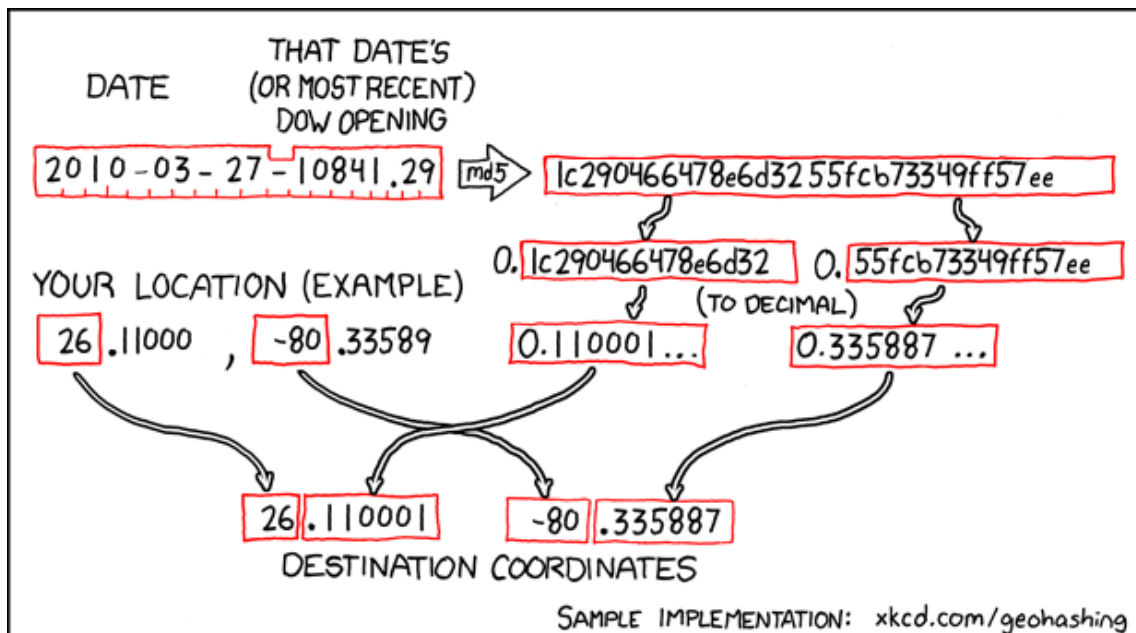 DATE
THAT DATE'S
(OR MOST RECENT)
DOW OPENING
2010-03-27-10841.29
md5
1c290466478e6d3255fcb73349ff57ee
0.1c290466478e6d32
0.55fcb73349ff57ee
YOUR LOCATION (EXAMPLE)
(TO DECIMAL)
26.11000, -80.33589
0.110001...
0.335887...
26.110001
-80.335887
DESTINATION COORDINATES
SAMPLE IMPLEMENTATION: xkcd.com/geohashing